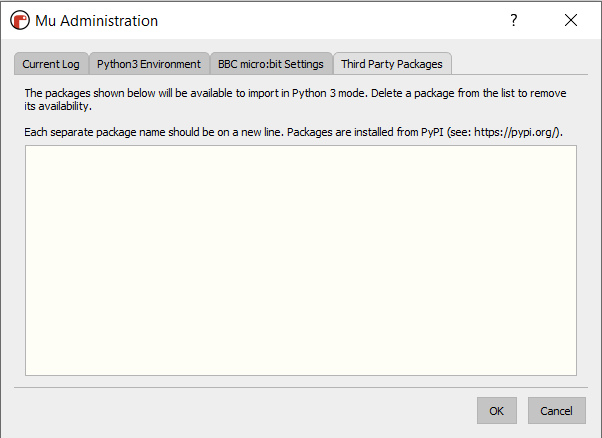 Mu Administration
?
Current Log
Python3 Environment
BBC micro:bit Settings
Third Party Packages
The packages shown below will be available to import in Python 3 mode. Delete a package from the list to remove
its availability.
Each separate package name should be on a new line. Packages are installed from PyPI (see: https://pypi.org/).
OK
Cancel